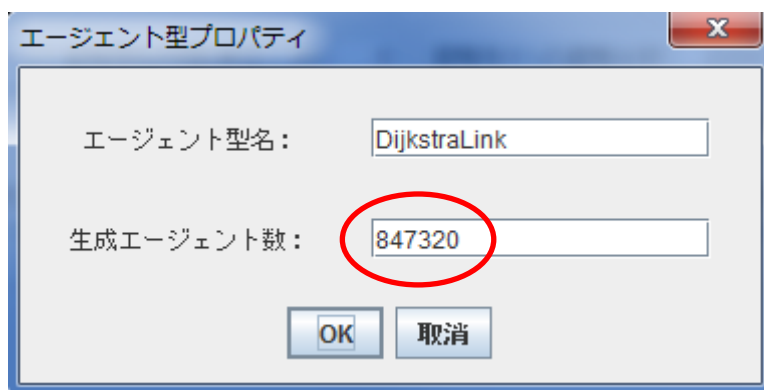 エージェント型プロパティ
エージェント型名： DijkstraLink
生成エージェント数： 847320
OK 取消